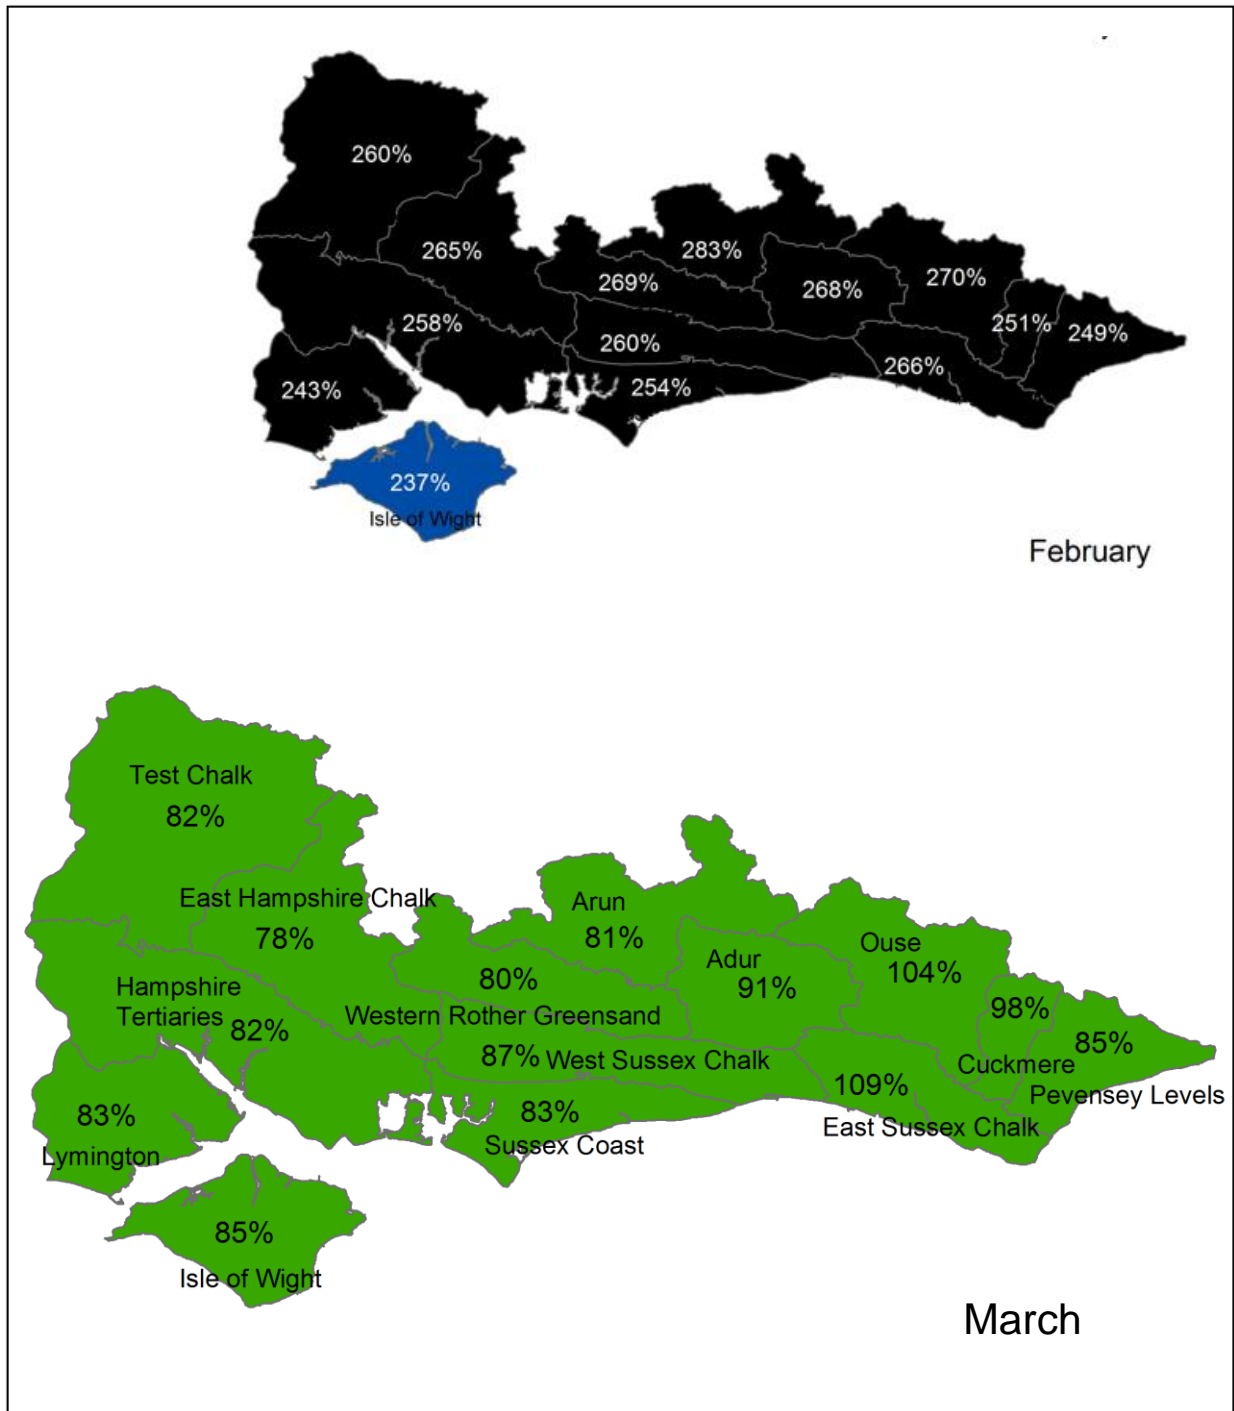 260%
265%
283%
269%
268%
270%
251%
249%
258%
260%
266%
243%
254%
237%
Isle of Wight
February
Test Chalk
82%
East Hampshire Chalk
78%
Arun
81%
Ouse
104%
Adur
91%
80%
Hampshire
Tertiaries
82%
Western Rother Greensand
98%
85%
87%
West Sussex Chalk
Cuckmere
109%
Pevensey Levels
83%
Lymington
83%
Sussex Coast
East Sussex Chalk
85%
Isle of Wight
March